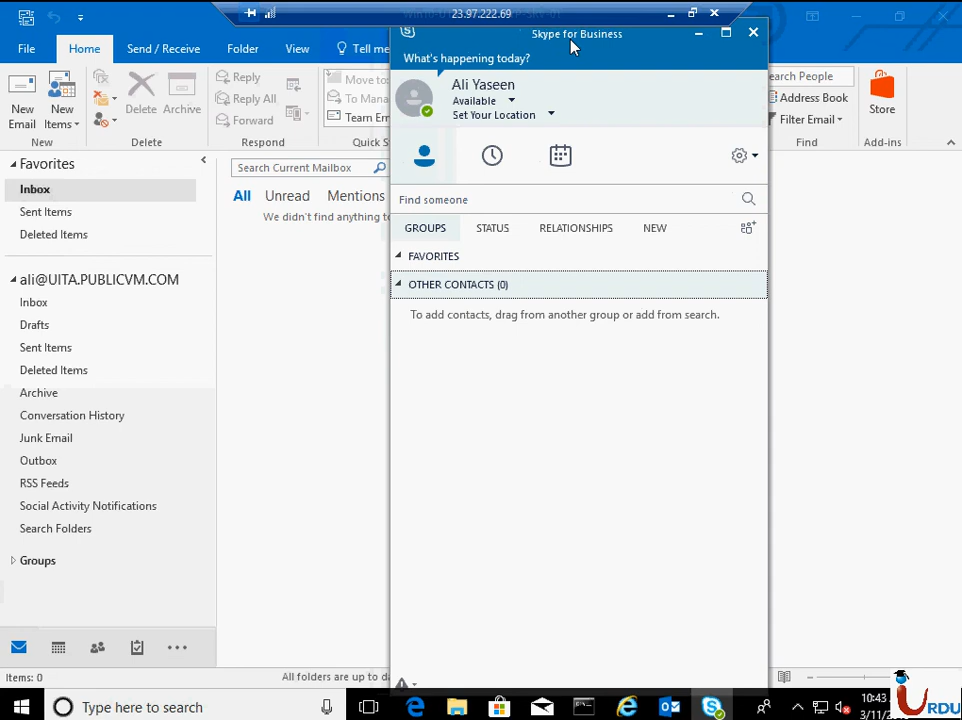 23.97.222.69
Skype for Business
File Home Send / Receive Folder View Tell me
What's happening today?
Ali Yaseen
Available
Set Your Location
New Email
New Items
Delete Archive
Reply
Reply All
Forward
Move to:
To Mana
Team Em
earch People
Address Book
Filter Email
Store
New Delete Respond Quick S Find Add-ins
Favorites
Inbox
Sent Items
Deleted Items
Search Current Mailbox
All Unread Mentions
We didn't find anything t
Find someone
GROUPS STATUS RELATIONSHIPS NEW
FAVORITES
OTHER CONTACTS (0)
To add contacts, drag from another group or add from search.
ali@UITA.PUBLICVM.COM
Inbox
Drafts
Sent Items
Deleted Items
Archive
Conversation History
Junk Email
Outbox
RSS Feeds
Social Activity Notifications
Search Folders
Groups
Items: 0
All folders are up to da
Type here to search
10:43
3/11/
URDU